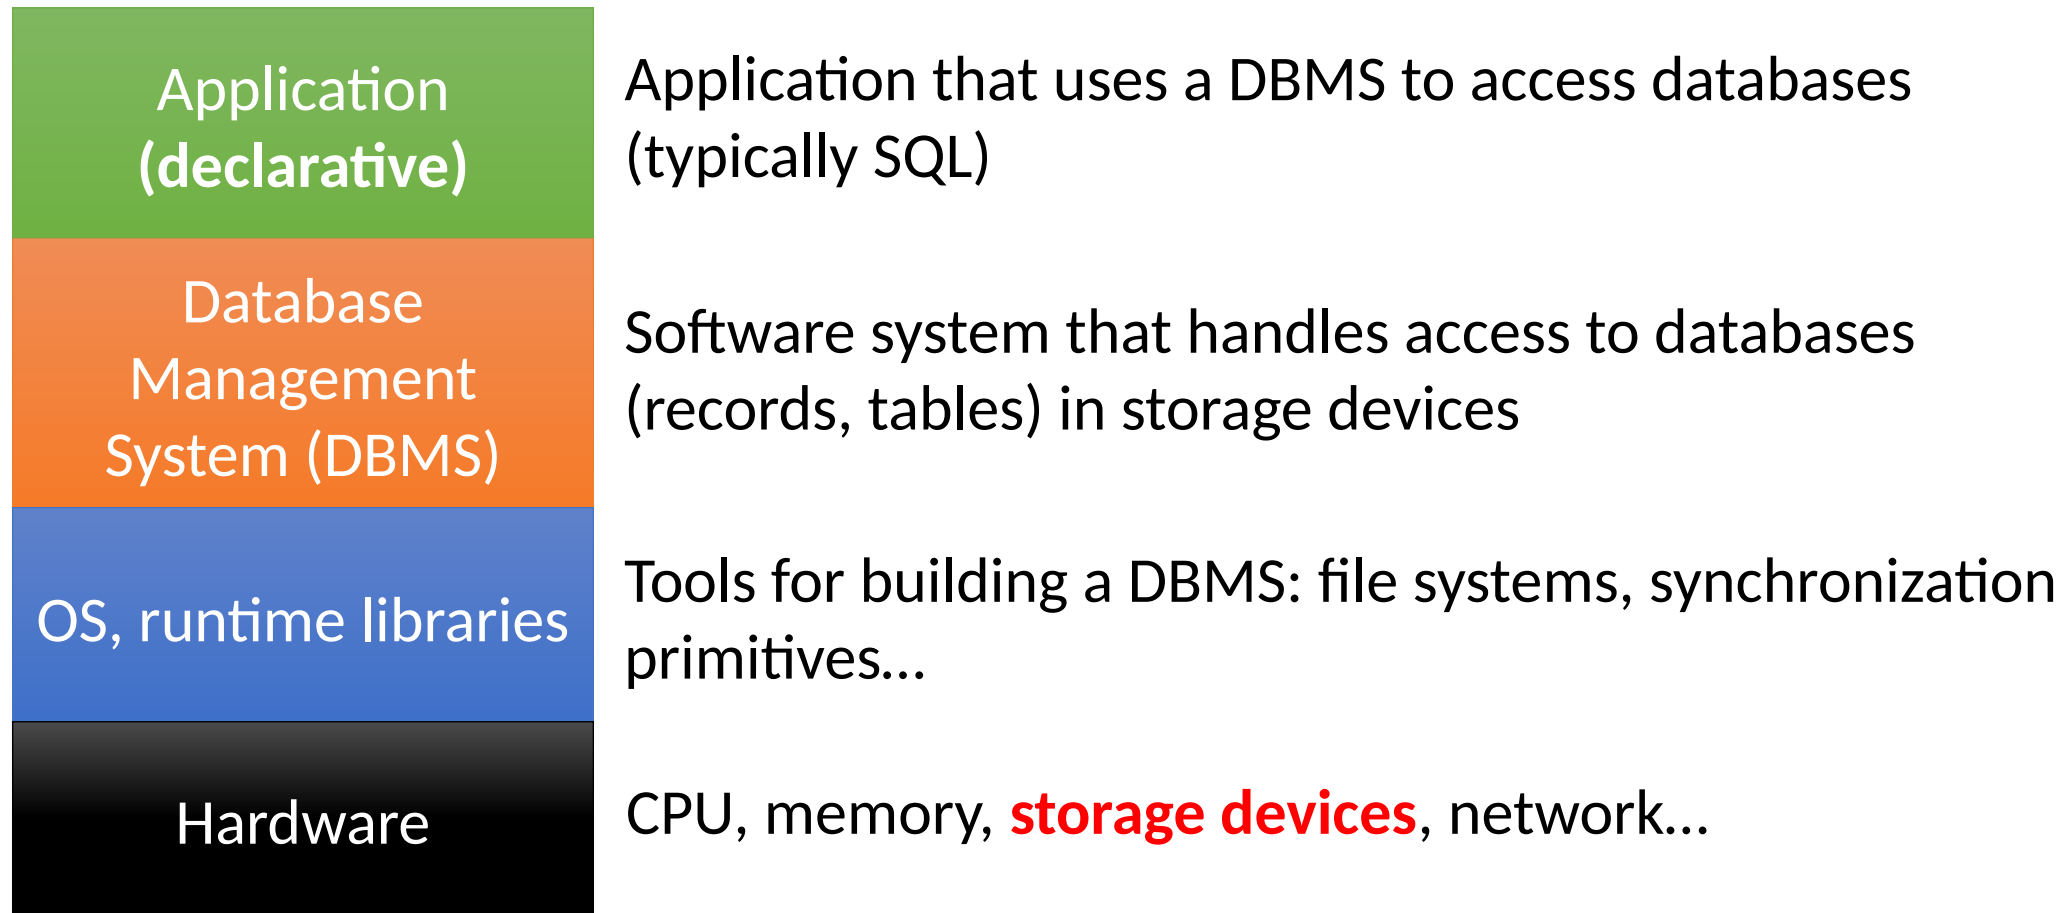 Application
(declarative)
Application that uses a DBMS to access databases
(typically SQL)
Database
Management
System (DBMS)
Software system that handles access to databases
(records, tables) in storage devices
OS, runtime libraries
Tools for building a DBMS: file systems, synchronization
primitives…
Hardware
CPU, memory, storage devices, network…